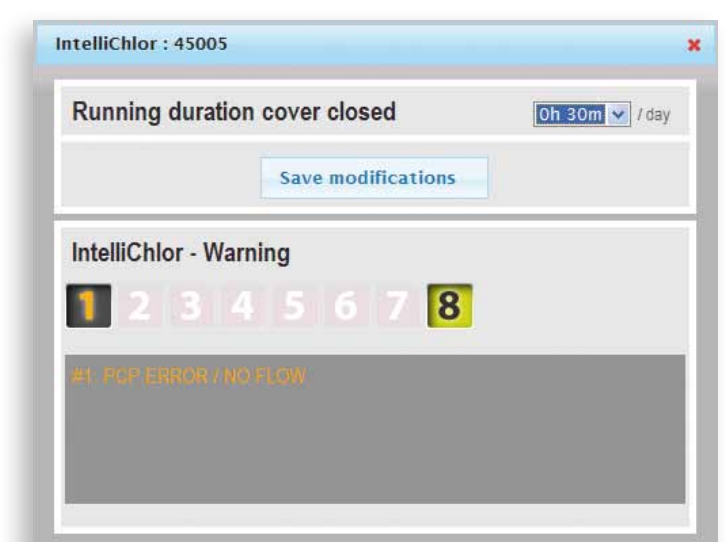 IntelliChlor : 45005
Running duration cover closed 0h 30m / day
Save modifications
IntelliChlor - Warning
1 2 3 4 5 6 7 8
#1: PCP ERROR / NO FLOW